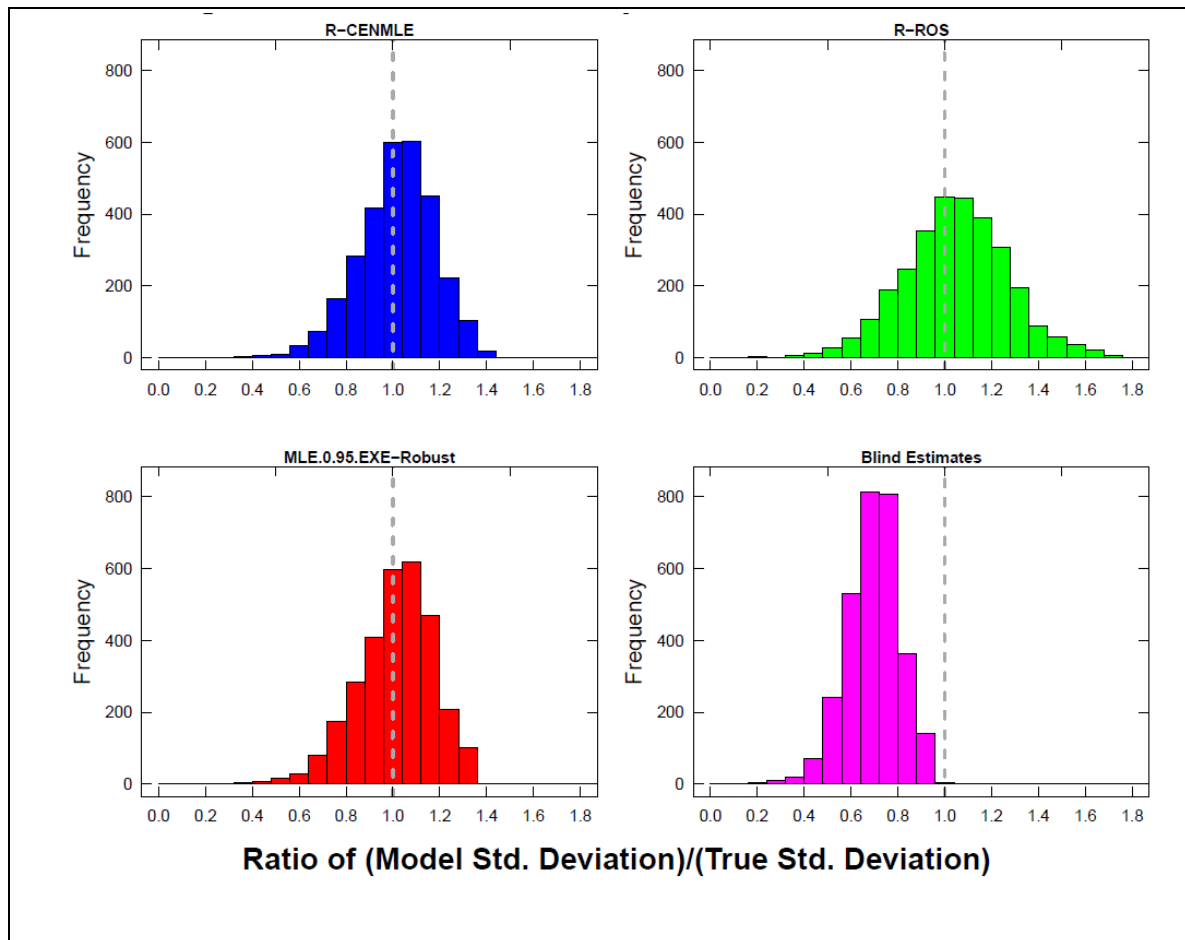 R−CENMLE
Frequency
800
600
400
200
0
0.0 0.2 0.4 0.6 0.8 1.0 1.2 1.4 1.6 1.8
R−ROS
Frequency
800
600
400
200
0
0.0 0.2 0.4 0.6 0.8 1.0 1.2 1.4 1.6 1.8
MLE.0.95.EXE−Robust
Frequency
800
600
400
200
0
0.0 0.2 0.4 0.6 0.8 1.0 1.2 1.4 1.6 1.8
Blind Estimates
Frequency
800
600
400
200
0
0.0 0.2 0.4 0.6 0.8 1.0 1.2 1.4 1.6 1.8
Ratio of (Model Std. Deviation)/(True Std. Deviation)